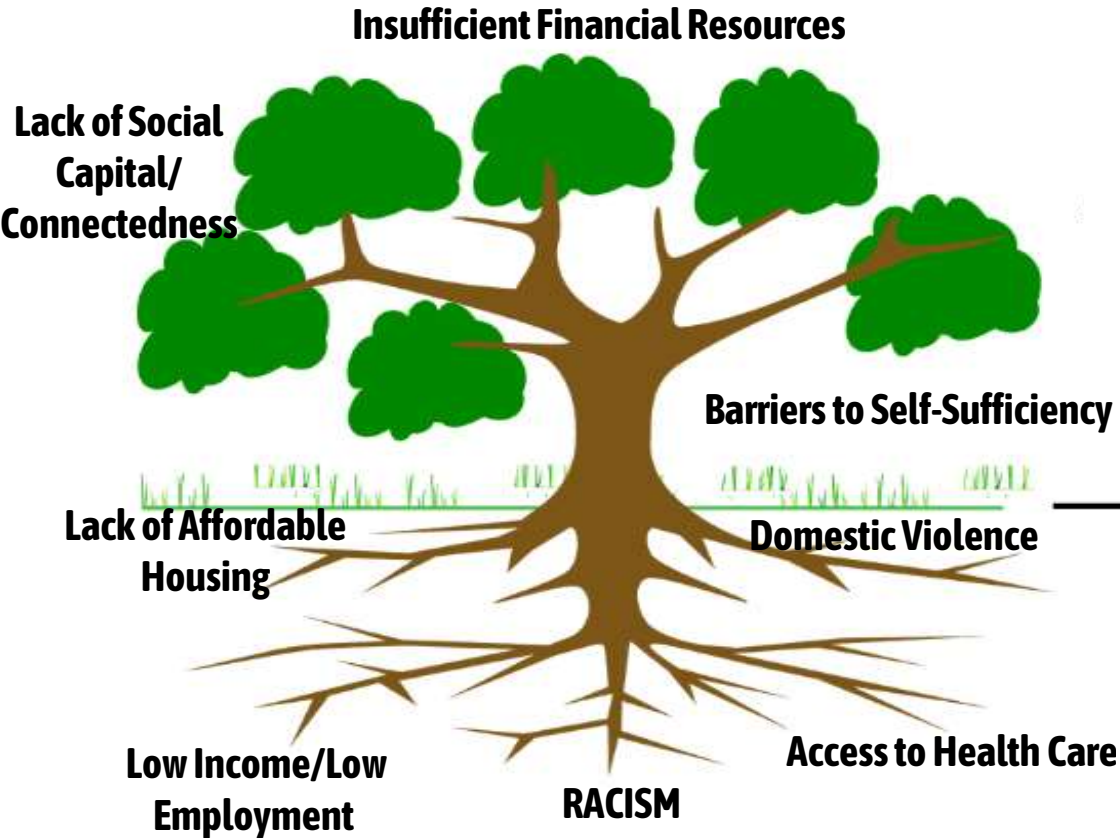 Insufficient Financial Resources
Lack of Social
Capital/
Connectedness
Barriers to Self-Sufficiency
Lack of Affordable
Housing
Domestic Violence
Low Income/Low
Employment
RACISM
Access to Health Care